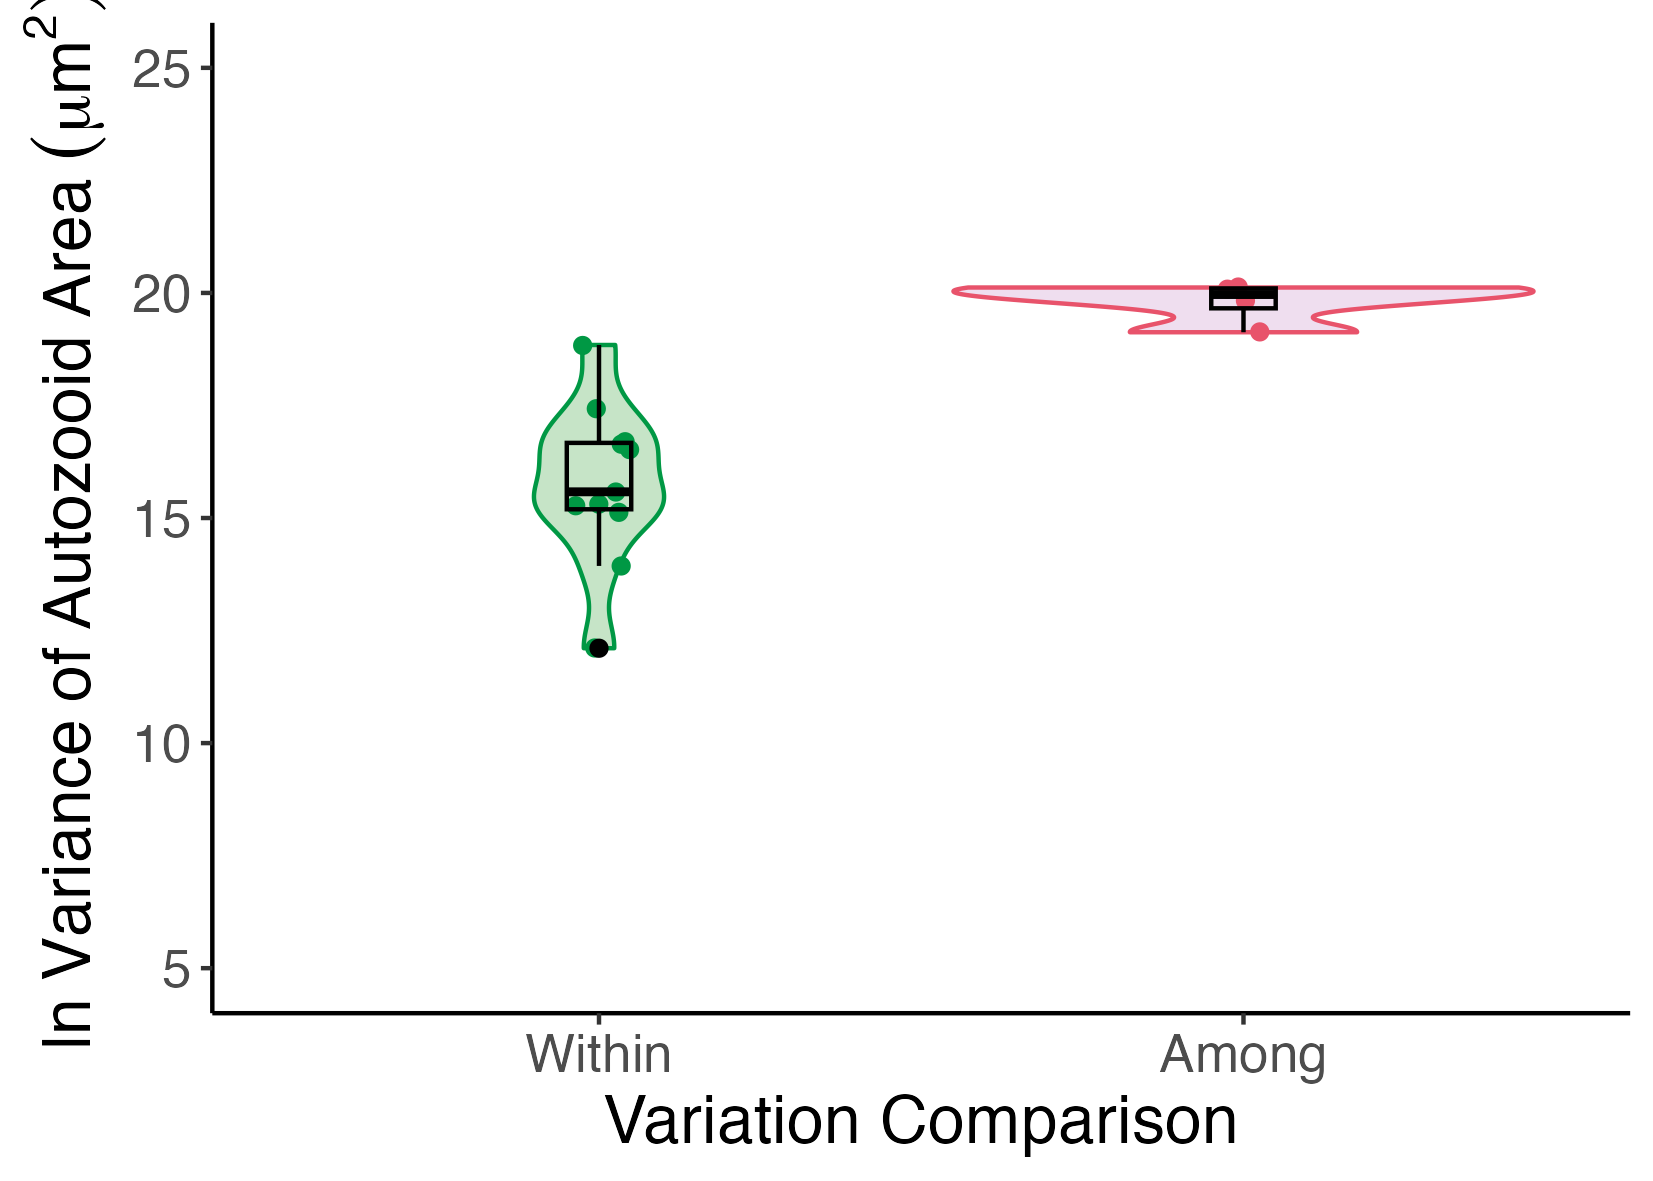 ln Variance of Autozooid Area (μm²)
25
20
15
10
5
Within Among
Variation Comparison